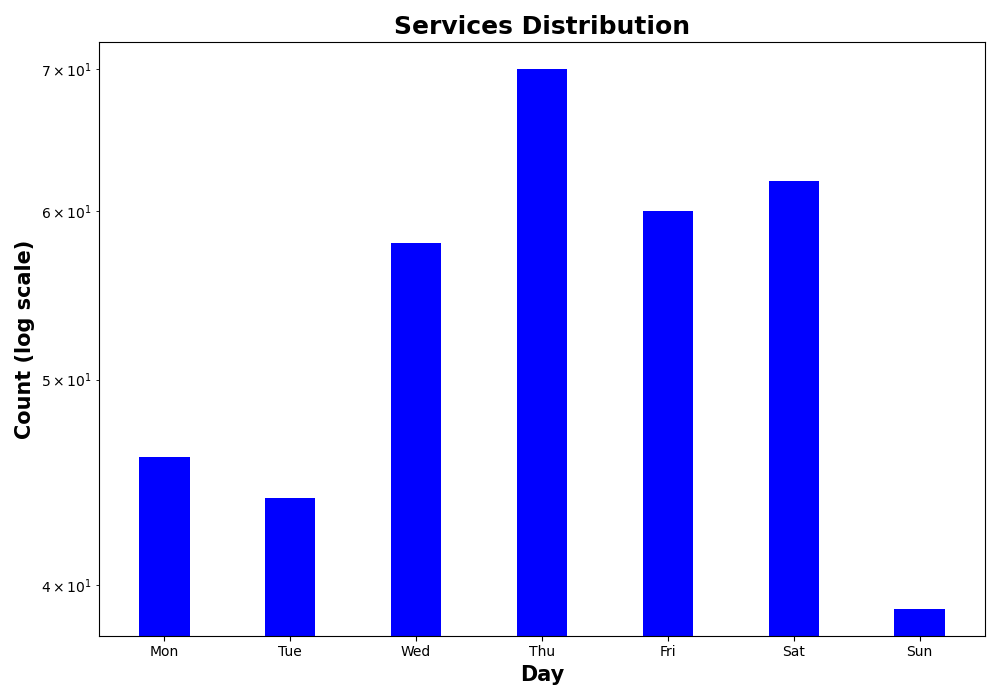 Services Distribution
Count (log scale)
7 × 10¹
6 × 10¹
5 × 10¹
4 × 10¹
Mon Tue Wed Thu Fri Sat Sun
Day